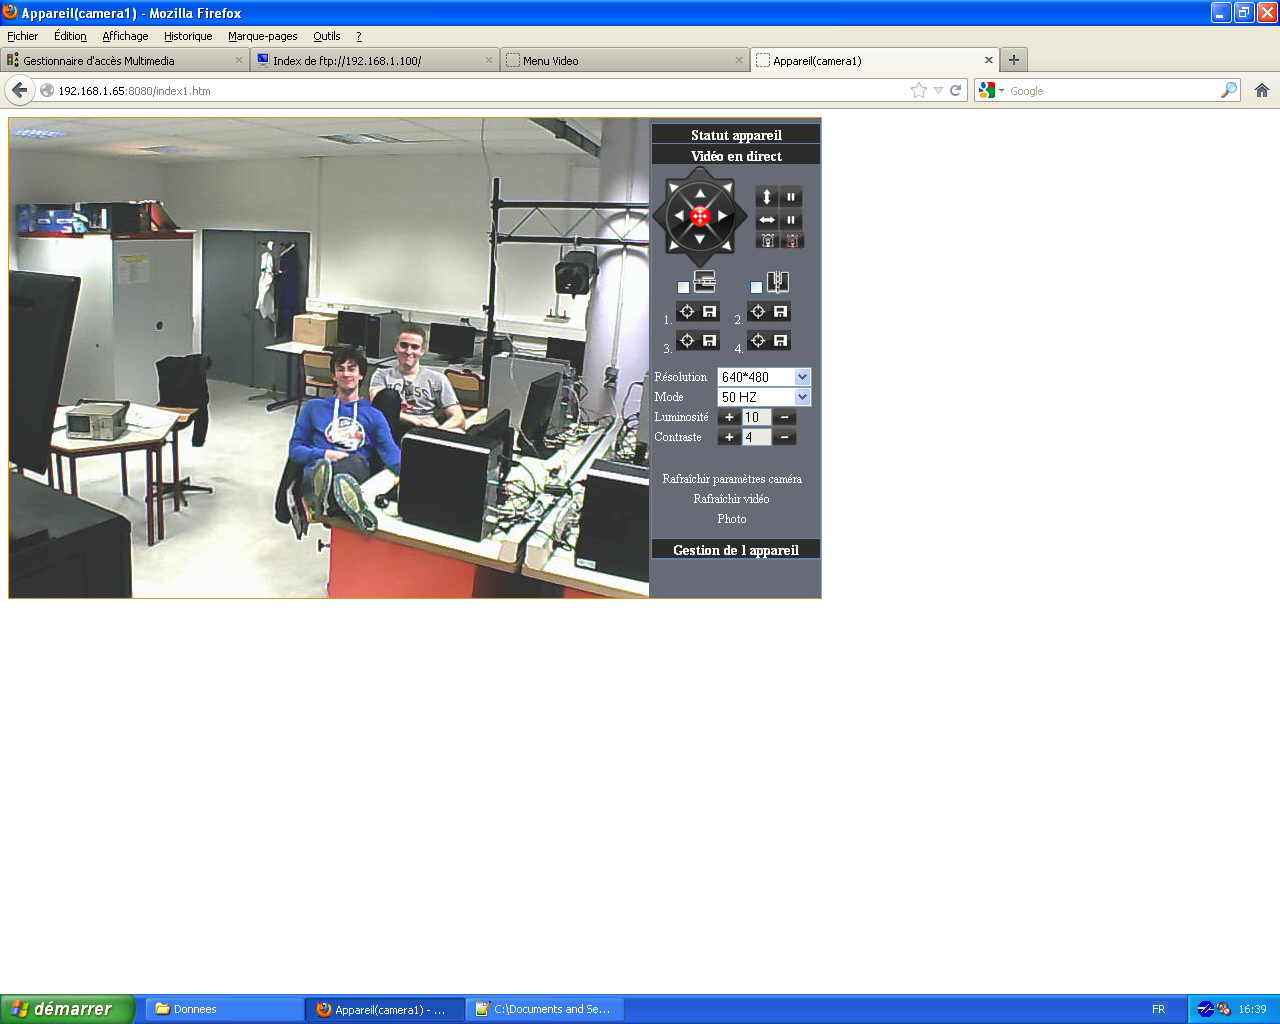 Appareil(camera1) - Mozilla Firefox
Fichier Édition Affichage Historique Marque-pages Outils ?
Gestionnaire d'accès Multimedia
Index de ftp://192.168.1.100/
Menu Video
Appareil(camera1)
192.168.1.65:8080/index1.htm
Google
Statut appareil
Vidéo en direct
1. 2.
3. 4.
Résolution 640*480
Mode 50 HZ
Luminosité + 10 -
Contraste + 4 -
Rafraîchir paramètres caméra
Rafraîchir vidéo
Photo
Gestion de l appareil
démarrer
Donnees
Appareil(camera1) - ...
C:\Documents and Se...
FR
16:39